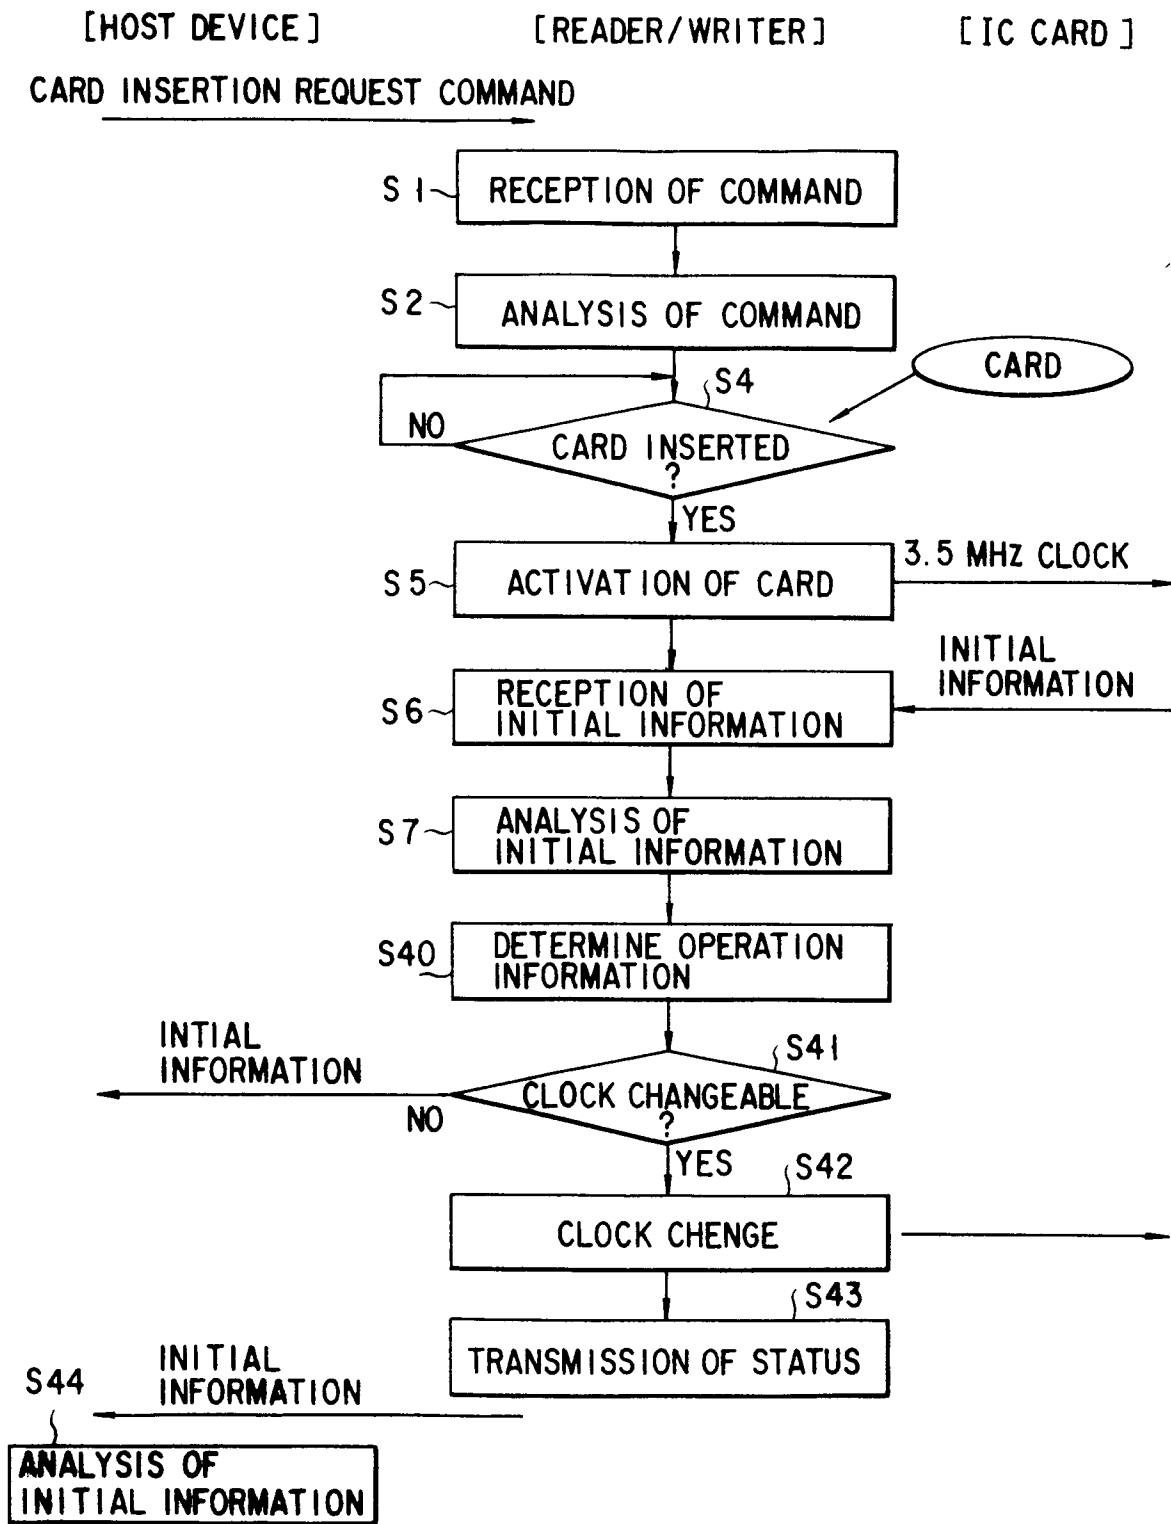 [HOST DEVICE] [READER/WRITER] [IC CARD]
CARD INSERTION REQUEST COMMAND
S1 RECEPTION OF COMMAND
S2 ANALYSIS OF COMMAND
S4
CARD
NO
CARD INSERTED
?
YES
S5 ACTIVATION OF CARD
3.5 MHz CLOCK
INITIAL
INFORMATION
S6
RECEPTION OF
INITIAL INFORMATION
S7
ANALYSIS OF
INITIAL INFORMATION
S40
DETERMINE OPERATION
INFORMATION
INTIAL
INFORMATION
S41
CLOCK CHANGEABLE
?
NO
YES
S42
CLOCK CHENGE
S43
TRANSMISSION OF STATUS
INITIAL
INFORMATION
S44
ANALYSIS OF
INITIAL INFORMATION